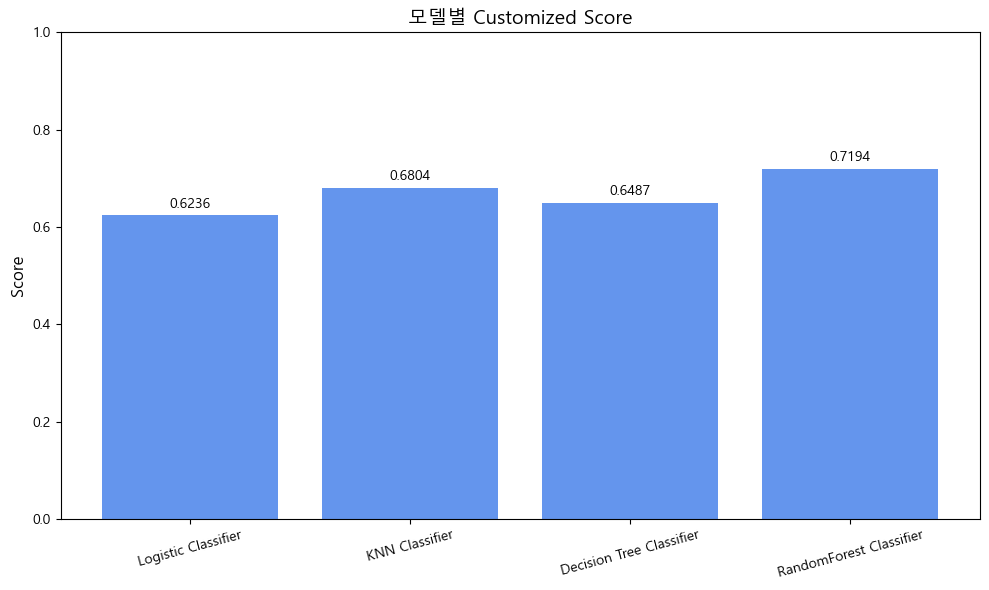 모델별 Customized Score
Score
1.0
0.8
0.6
0.4
0.2
0.0
0.6236
0.6804
0.6487
0.7194
Logistic Classifier
KNN Classifier
Decision Tree Classifier
RandomForest Classifier